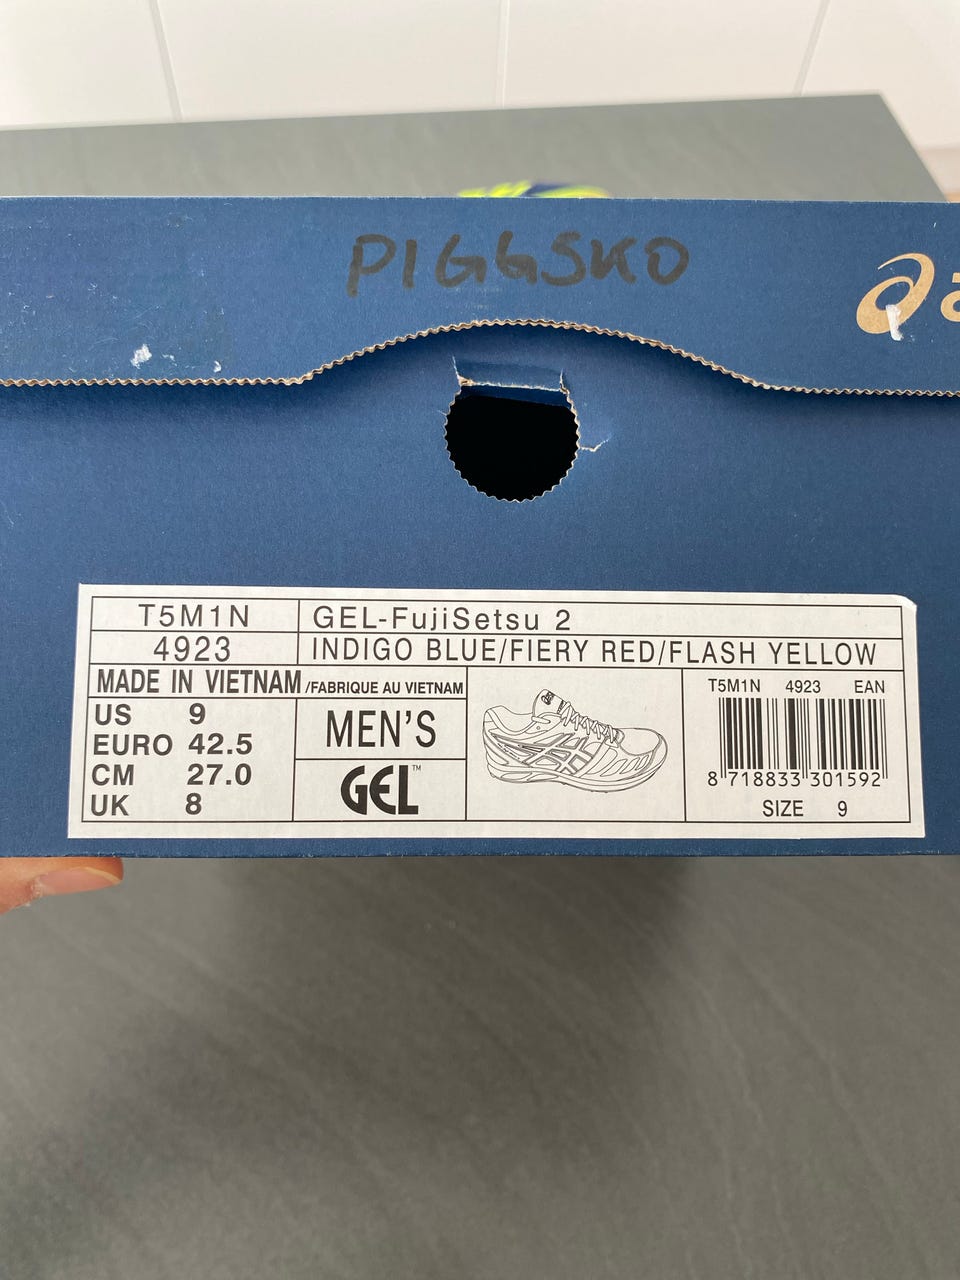 PIGGSKO
T5M1N GEL-FujiSetsu 2
4923 INDIGO BLUE/FIERY RED/FLASH YELLOW
MADE IN VIETNAM /FABRIQUE AU VIETNAM
US 9
EURO 42.5
CM 27.0
UK 8
MEN'S
GEL™
T5M1N 4923 EAN
8 718833 301592
SIZE 9